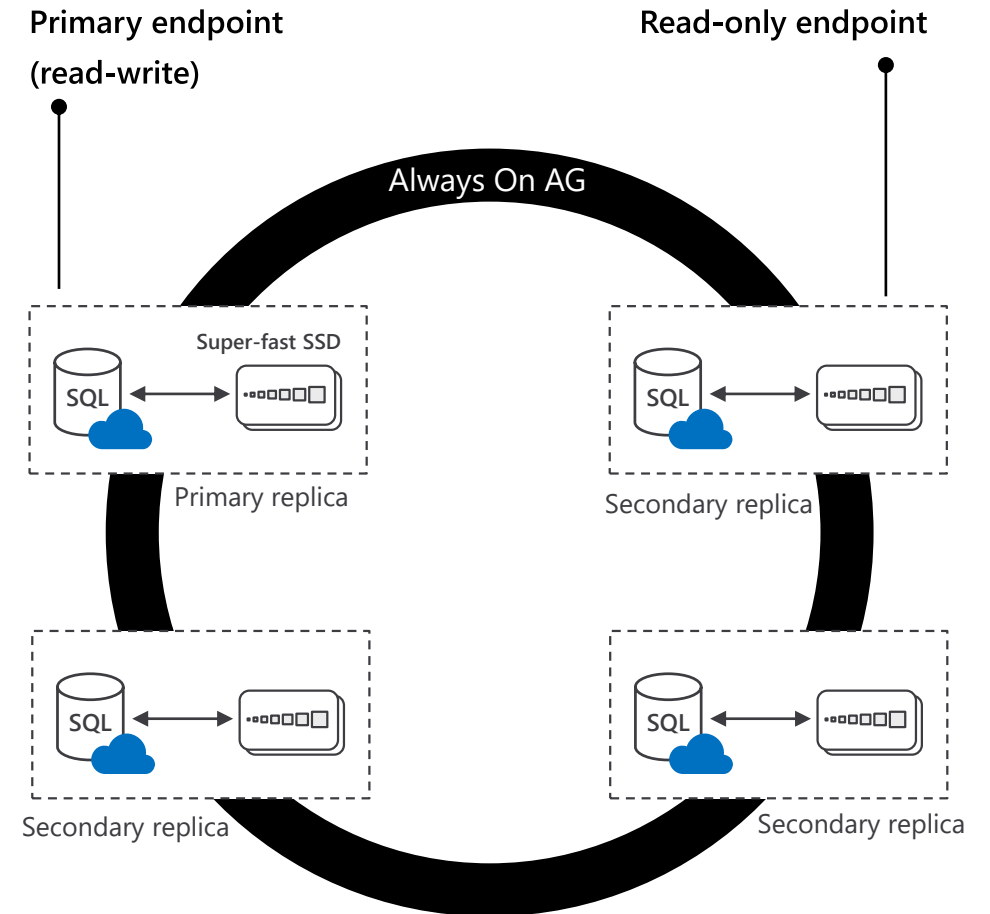 Primary endpoint
(read-write)
Read-only endpoint
Always On AG
Super-fast SSD
SQL
Primary replica
SQL
Secondary replica
SQL
Secondary replica
SQL
Secondary replica